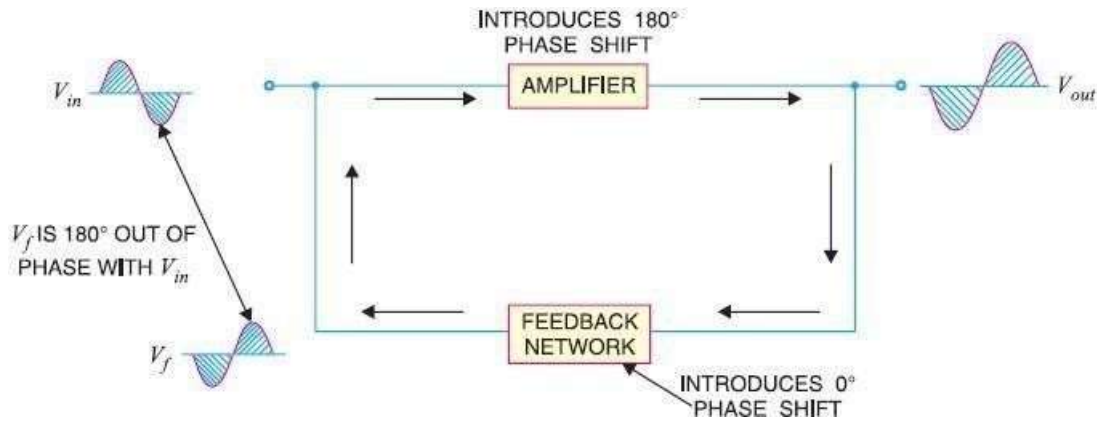 INTRODUCES 180°
PHASE SHIFT
AMPLIFIER
V_in
V_out
V_f IS 180° OUT OF
PHASE WITH V_in
V_f
FEEDBACK
NETWORK
INTRODUCES 0°
PHASE SHIFT